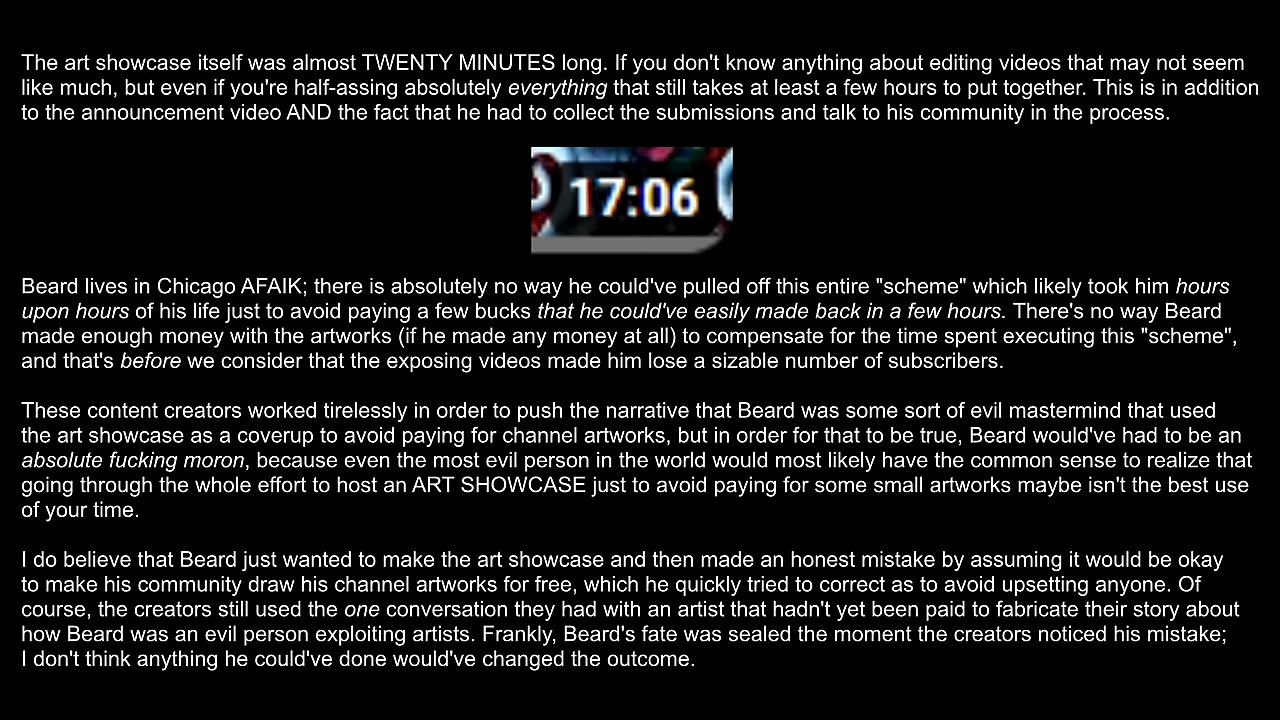 The art showcase itself was almost TWENTY MINUTES long. If you don't know anything about editing videos that may not seem
like much, but even if you're half-assing absolutely everything that still takes at least a few hours to put together. This is in addition
to the announcement video AND the fact that he had to collect the submissions and talk to his community in the process.
17:06
Beard lives in Chicago AFAIK; there is absolutely no way he could've pulled off this entire "scheme" which likely took him hours
upon hours of his life just to avoid paying a few bucks that he could've easily made back in a few hours. There's no way Beard
made enough money with the artworks (if he made any money at all) to compensate for the time spent executing this "scheme",
and that's before we consider that the exposing videos made him lose a sizable number of subscribers.
These content creators worked tirelessly in order to push the narrative that Beard was some sort of evil mastermind that used
the art showcase as a coverup to avoid paying for channel artworks, but in order for that to be true, Beard would've had to be an
absolute fucking moron, because even the most evil person in the world would most likely have the common sense to realize that
going through the whole effort to host an ART SHOWCASE just to avoid paying for some small artworks maybe isn't the best use
of your time.
I do believe that Beard just wanted to make the art showcase and then made an honest mistake by assuming it would be okay
to make his community draw his channel artworks for free, which he quickly tried to correct as to avoid upsetting anyone. Of
course, the creators still used the one conversation they had with an artist that hadn't yet been paid to fabricate their story about
how Beard was an evil person exploiting artists. Frankly, Beard's fate was sealed the moment the creators noticed his mistake;
I don't think anything he could've done would've changed the outcome.